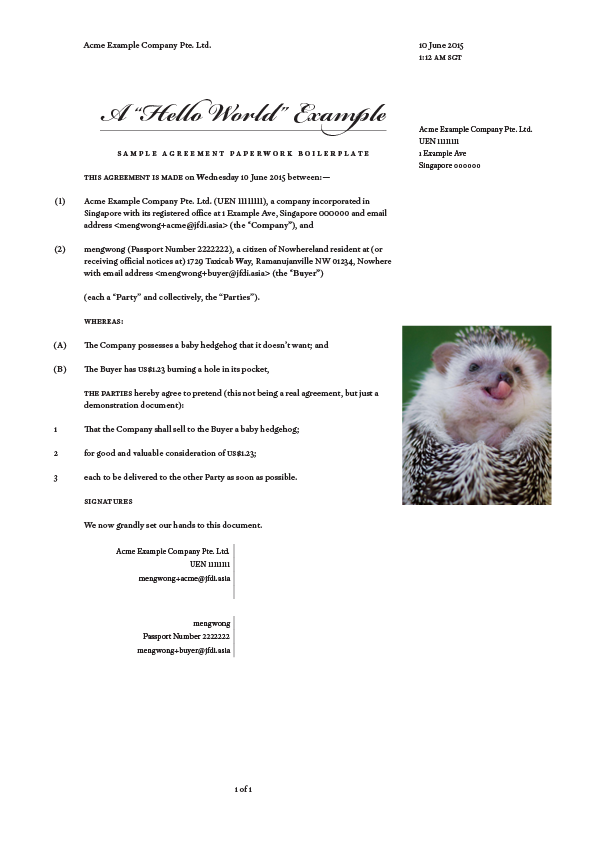 Acme Example Company Pte. Ltd.
10 June 2015
1:12 AM SGT
A “Hello World” Example
Acme Example Company Pte. Ltd.
UEN 11111111
1 Example Ave
Singapore 000000
SAMPLE AGREEMENT PAPERWORK BOILERPLATE
THIS AGREEMENT IS MADE on Wednesday 10 June 2015 between:—
(1) Acme Example Company Pte. Ltd. (UEN 11111111), a company incorporated in
Singapore with its registered office at 1 Example Ave, Singapore 000000 and email
address <mengwong+acme@jfdi.asia> (the “Company”), and
(2) mengwong (Passport Number 2222222), a citizen of Nowhereland resident at (or
receiving official notices at) 1729 Taxicab Way, Ramanujanville NW 01234, Nowhere
with email address <mengwong+buyer@jfdi.asia> (the “Buyer”)
(each a “Party” and collectively, the “Parties”).
WHEREAS:
(A) The Company possesses a baby hedgehog that it doesn't want; and
(B) The Buyer has US$1.23 burning a hole in its pocket,
THE PARTIES hereby agree to pretend (this not being a real agreement, but just a
demonstration document):
1 That the Company shall sell to the Buyer a baby hedgehog;
2 for good and valuable consideration of US$1.23;
3 each to be delivered to the other Party as soon as possible.
SIGNATURES
We now grandly set our hands to this document.
Acme Example Company Pte. Ltd.
UEN 11111111
mengwong+acme@jfdi.asia
mengwong
Passport Number 2222222
mengwong+buyer@jfdi.asia
1 of 1